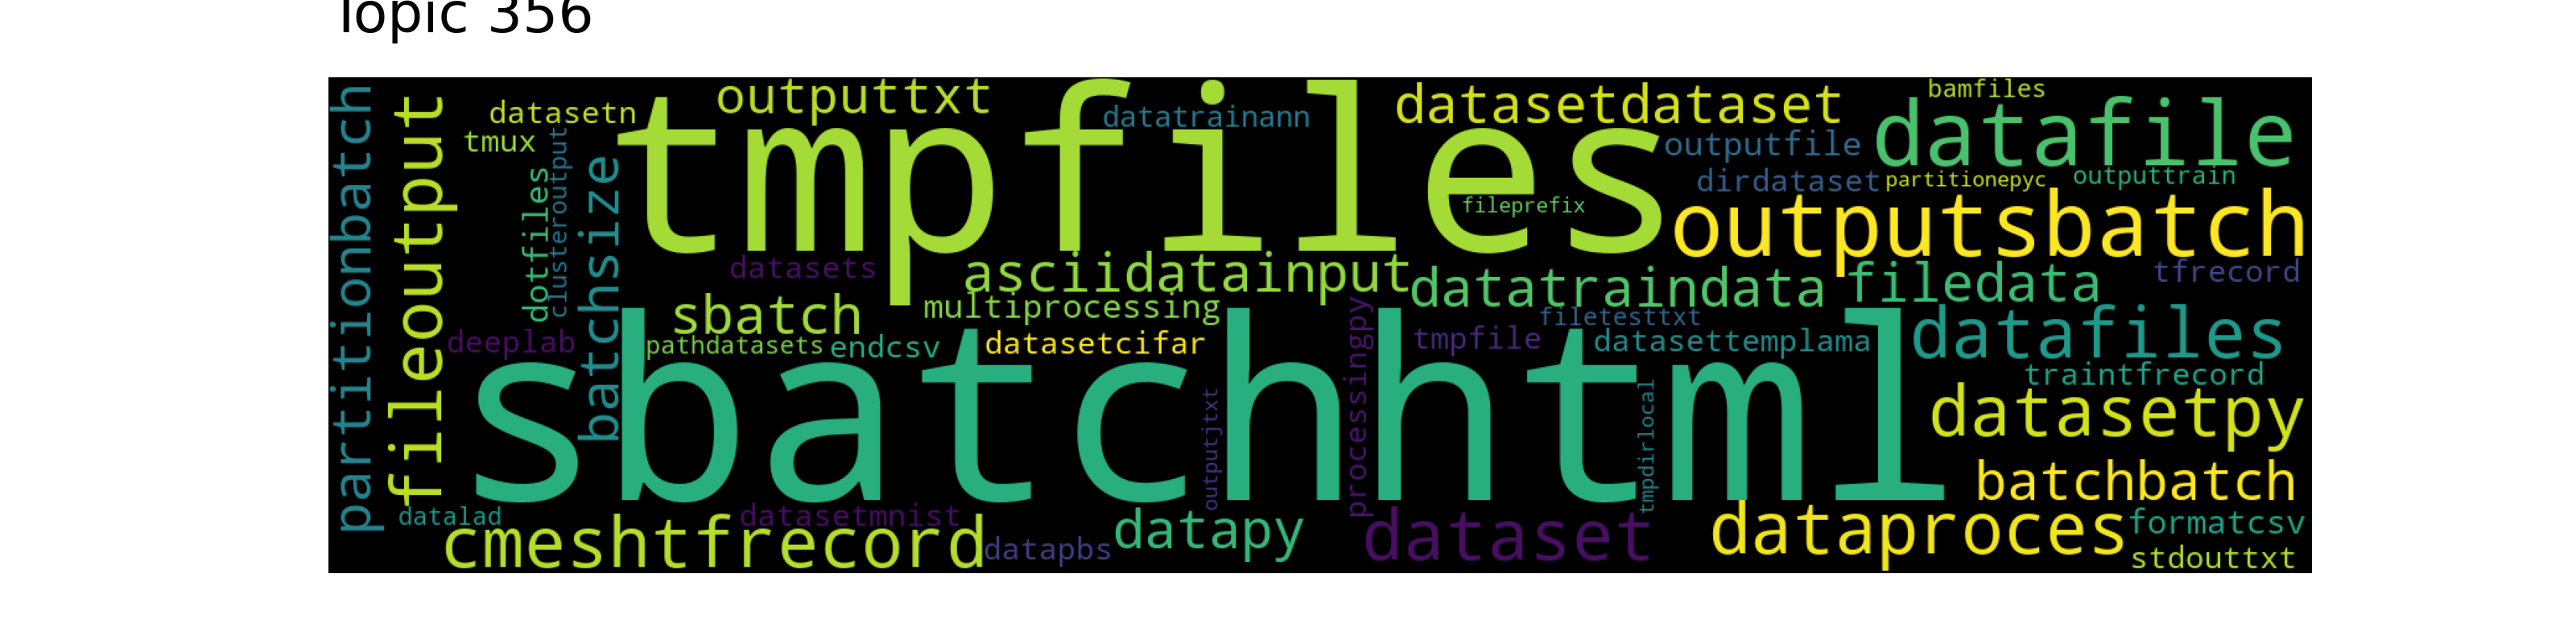 Topic 356
partitionbatch
fileoutput
datasetn
tmux
dotfiles
clusteroutput
batchsize
outputtxt
tmpfiles
datatrainann
datasetdataset
bamfiles
datafile
outputfile
dirdataset
partitionepyc
outputtrain
fileprefix
outputsbatch
datasets
asciidatainput
datatraindata
filedata
tfrecord
sbatch
multiprocessing
filetesttxt
datafiles
deeplab
pathdatasets
endcsv
datasetcifar
processingpy
tmpfile
datasettemplama
traintfrecord
sbatchhtml
outputjtxt
tmpdirlocal
datasetpy
batchbatch
datalad
datasetmnist
cmeshtfrecord
datapbs
datapy
dataset
dataproces
formatcsv
stdouttxt